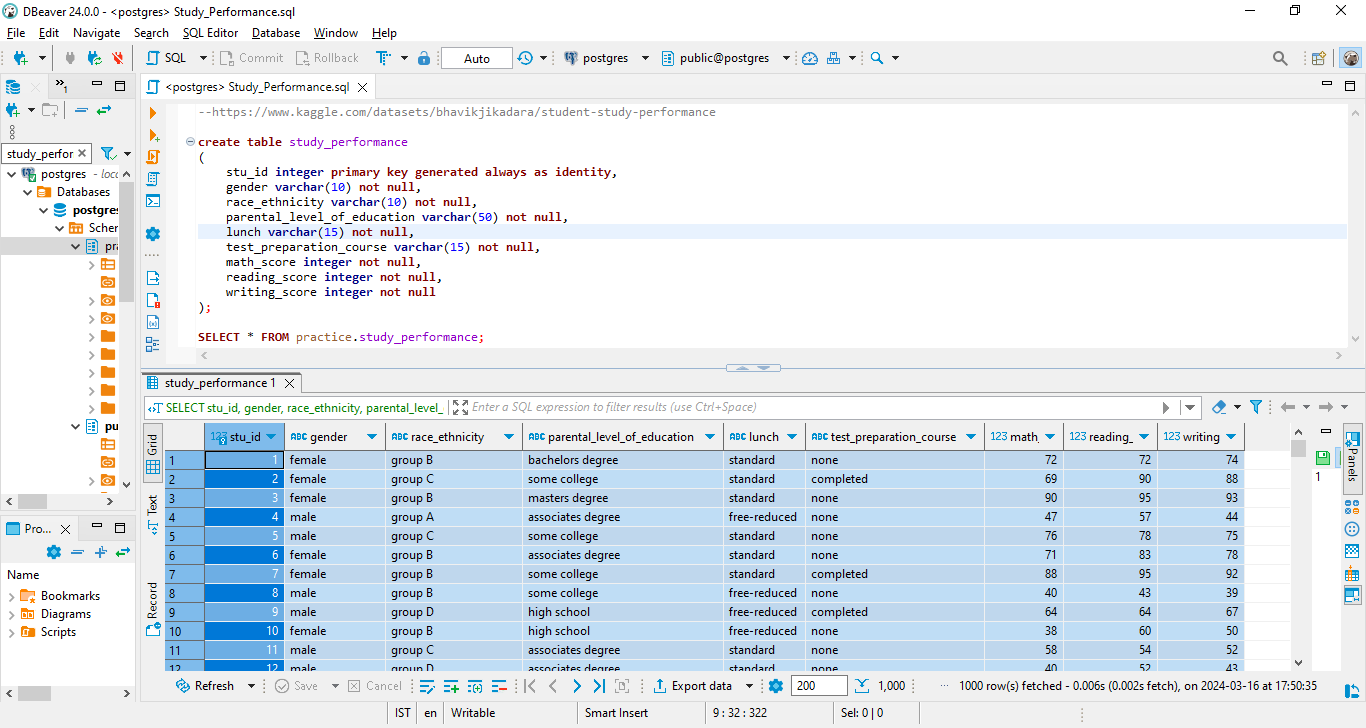 DBeaver 24.0.0 - <postgres> Study_Performance.sql
File Edit Navigate Search SQL Editor Database Window Help
SQL Commit Rollback Auto postgres public@postgres
<postgres> Study_Performance.sql
--https://www.kaggle.com/datasets/bhavikjikadara/student-study-performance
create table study_performance
(
stu_id integer primary key generated always as identity,
gender varchar(10) not null,
race_ethnicity varchar(10) not null,
parental_level_of_education varchar(50) not null,
lunch varchar(15) not null,
test_preparation_course varchar(15) not null,
math_score integer not null,
reading_score integer not null,
writing_score integer not null
);
SELECT * FROM practice.study_performance;
study_perfor
postgres - loc
Databases
postgres
Scher
pra
pu
Pro...
Name
Bookmarks
Diagrams
Scripts
study_performance 1
SELECT stu_id, gender, race_ethnicity, parental_level_ Enter a SQL expression to filter results (use Ctrl+Space)
Grid
Text
Record
123 stu_id ABC gender ABC race_ethnicity ABC parental_level_of_education ABC lunch ABC test_preparation_course 123 math_ 123 reading_ 123 writing
1 1 female group B bachelors degree standard none 72 72 74
2 2 female group C some college standard completed 69 90 88
3 3 female group B masters degree standard none 90 95 93
4 4 male group A associates degree free-reduced none 47 57 44
5 5 male group C some college standard none 76 78 75
6 6 female group B associates degree standard none 71 83 78
7 7 female group B some college standard completed 88 95 92
8 8 male group B some college free-reduced none 40 43 39
9 9 male group D high school free-reduced completed 64 64 67
10 10 female group B high school free-reduced none 38 60 50
11 11 male group C associates degree standard none 58 54 52
12 12 male group D associates degree standard none 40 52 43
Panels
1
Refresh Save Cancel Export data 200 1,000 ... 1000 row(s) fetched - 0.006s (0.002s fetch), on 2024-03-16 at 17:50:35
IST en Writable Smart Insert 9 : 32 : 322 Sel: 0 | 0